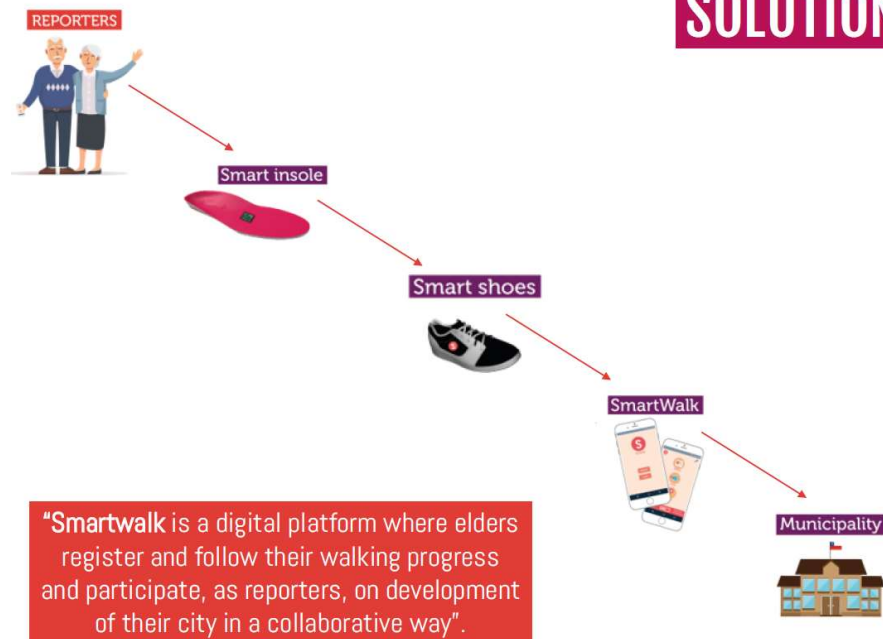 SOLUTION
REPORTERS
Smart insole
Smart shoes
SmartWalk
S
S
Municipality
"Smartwalk is a digital platform where elders
register and follow their walking progress
and participate, as reporters, on development
of their city in a collaborative way".